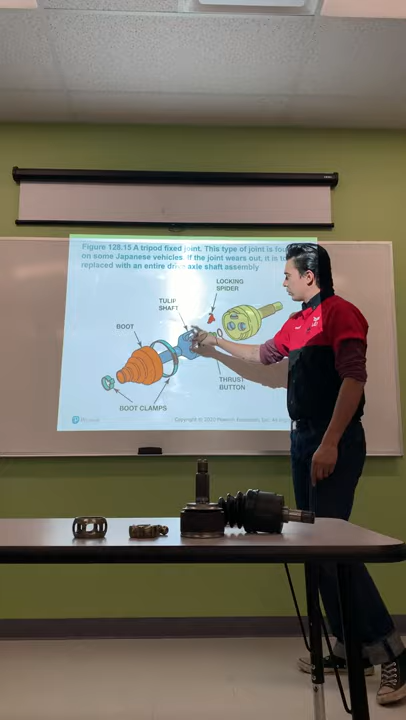 Figure 128.15 A tripod fixed joint. This type of joint is
on some Japanese vehicles. If the joint wears out, it is
replaced with an entire drive axle shaft assembly
LOCKING
SPIDER
TULIP
SHAFT
BOOT
THRUST
BUTTON
BOOT CLAMPS